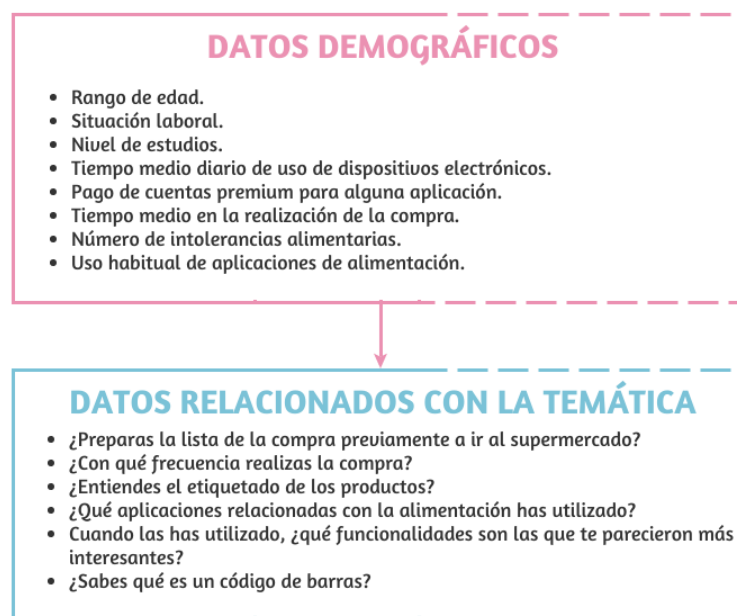 DATOS DEMOGRÁFICOS
• Rango de edad.
• Situación laboral.
• Nivel de estudios.
• Tiempo medio diario de uso de dispositivos electrónicos.
• Pago de cuentas premium para alguna aplicación.
• Tiempo medio en la realización de la compra.
• Número de intolerancias alimentarias.
• Uso habitual de aplicaciones de alimentación.
DATOS RELACIONADOS CON LA TEMÁTICA
• ¿Preparas la lista de la compra previamente a ir al supermercado?
• ¿Con qué frecuencia realizas la compra?
• ¿Entiendes el etiquetado de los productos?
• ¿Qué aplicaciones relacionadas con la alimentación has utilizado?
• Cuando las has utilizado, ¿qué funcionalidades son las que te parecieron más
interesantes?
• ¿Sabes qué es un código de barras?